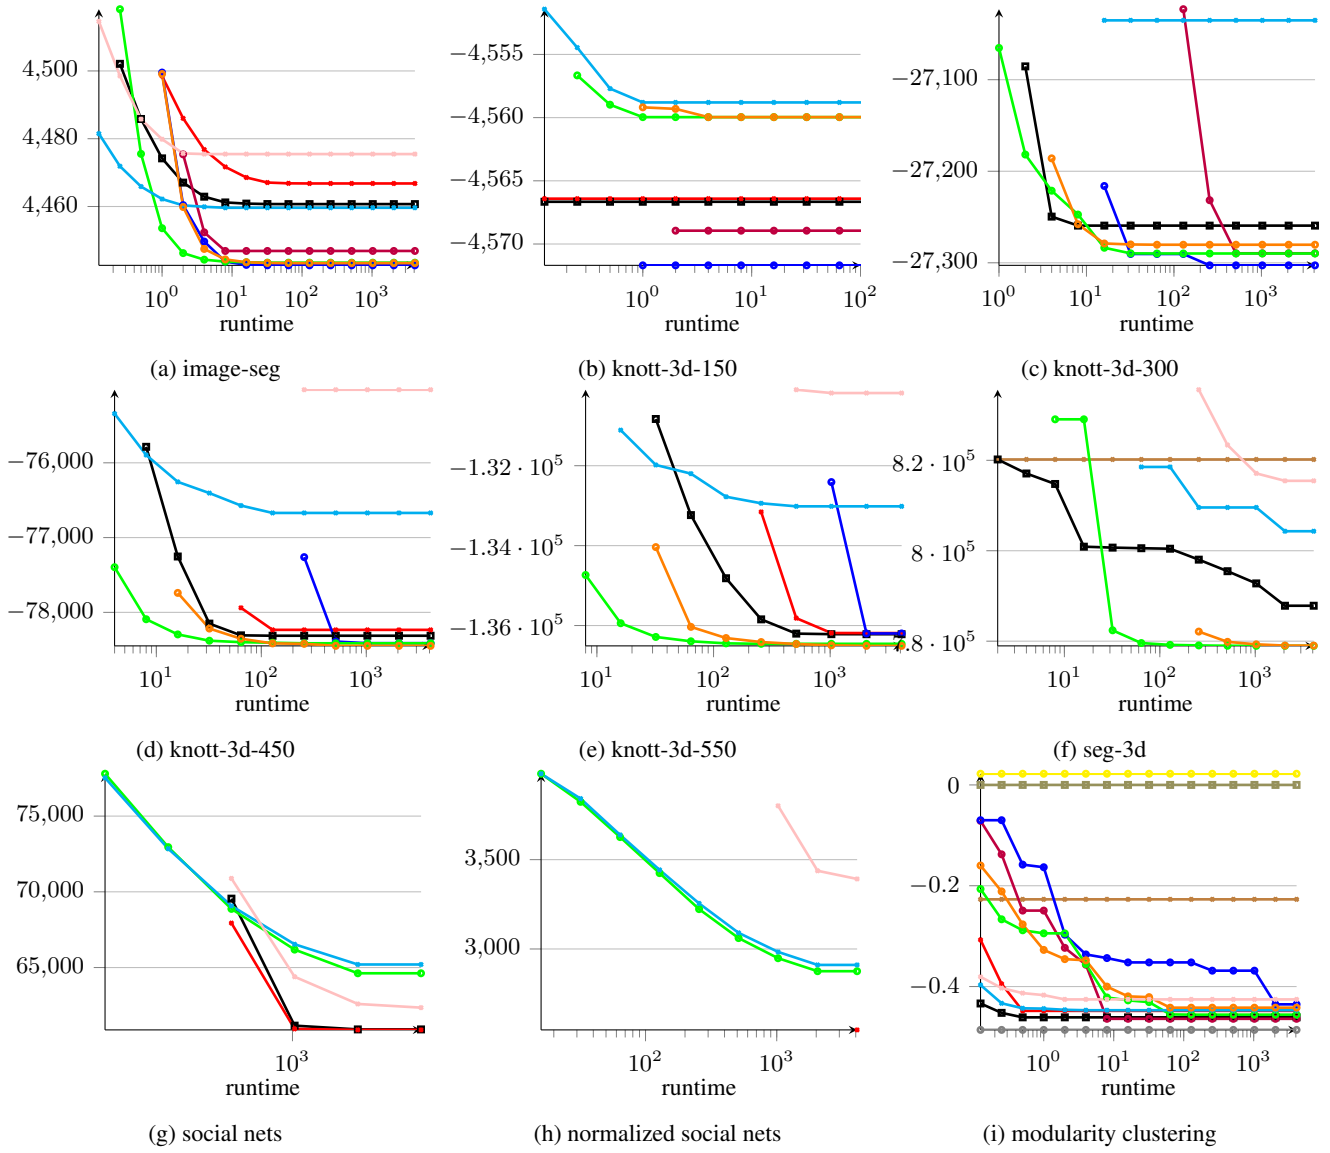 4,500
4,480
4,460
10^0 10^1 10^2 10^3
runtime
(a) image-seg
−4,555
−4,560
−4,565
−4,570
10^0 10^1 10^2
runtime
(b) knott-3d-150
−27,100
−27,200
−27,300
10^0 10^1 10^2 10^3
runtime
(c) knott-3d-300
−76,000
−77,000
−78,000
10^1 10^2 10^3
runtime
(d) knott-3d-450
−1.32 · 10^5
−1.34 · 10^5
−1.36 · 10^5
10^1 10^2 10^3
runtime
(e) knott-3d-550
8.2 · 10^5
8 · 10^5
.8 · 10^5
10^1 10^2 10^3
runtime
(f) seg-3d
75,000
70,000
65,000
10^3
runtime
(g) social nets
3,500
3,000
10^2 10^3
runtime
(h) normalized social nets
0
−0.2
−0.4
10^0 10^1 10^2 10^3
runtime
(i) modularity clustering